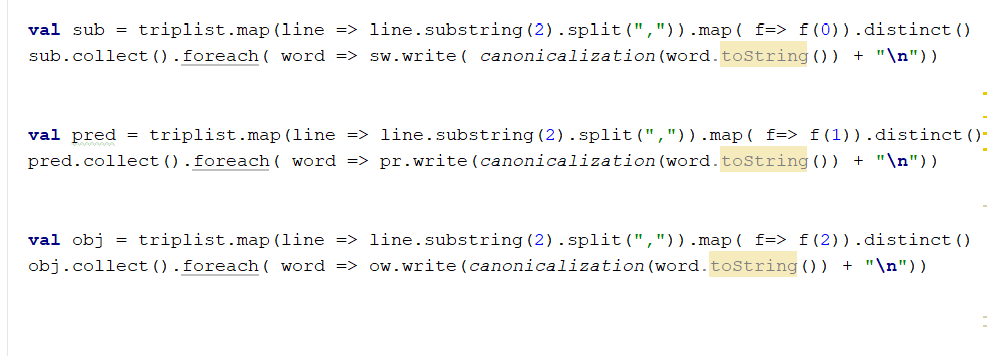 val sub = triplist.map(line => line.substring(2).split(",")).map( f=> f(0)).distinct()
sub.collect().foreach( word => sw.write( canonicalization(word.toString()) + "\n"))
val pred = triplist.map(line => line.substring(2).split(",")).map( f=> f(1)).distinct()
pred.collect().foreach( word => pr.write(canonicalization(word.toString()) + "\n"))
val obj = triplist.map(line => line.substring(2).split(",")).map( f=> f(2)).distinct()
obj.collect().foreach( word => ow.write(canonicalization(word.toString()) + "\n"))